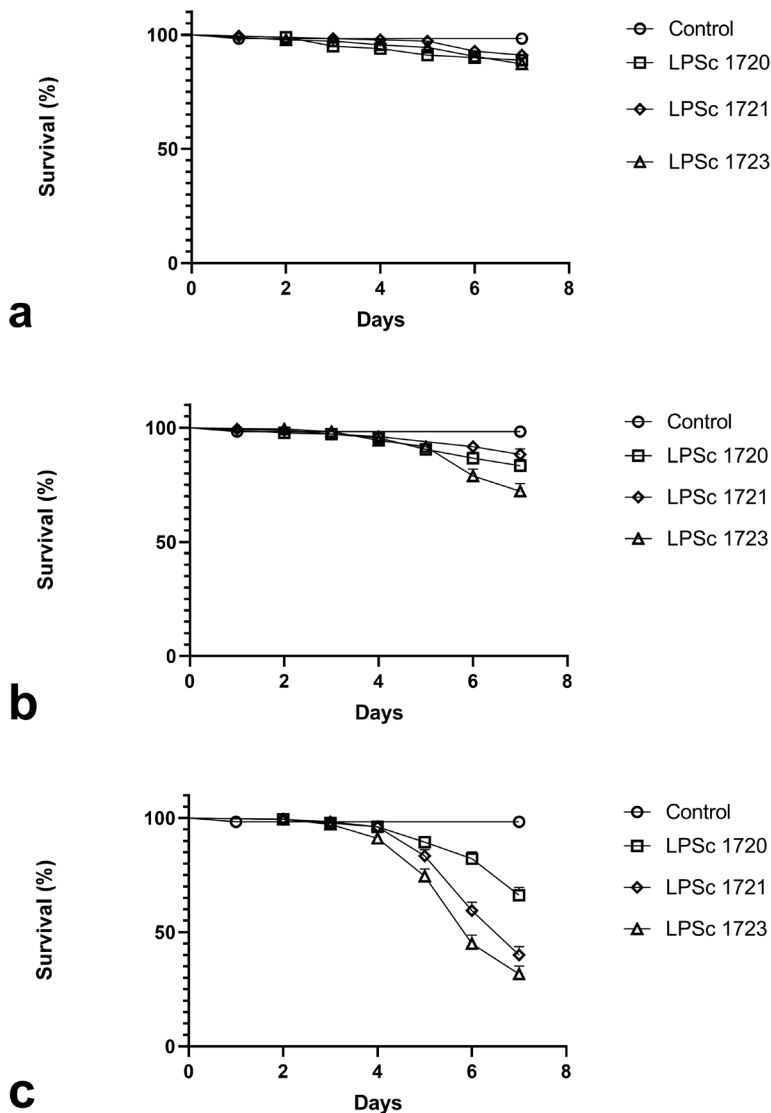 100
50
0
Survival (%)
0 2 4 6 8
Days
Control
LPSc 1720
LPSc 1721
LPSc 1723
a
100
50
0
Survival (%)
0 2 4 6 8
Days
Control
LPSc 1720
LPSc 1721
LPSc 1723
b
100
50
0
Survival (%)
0 2 4 6 8
Days
Control
LPSc 1720
LPSc 1721
LPSc 1723
c